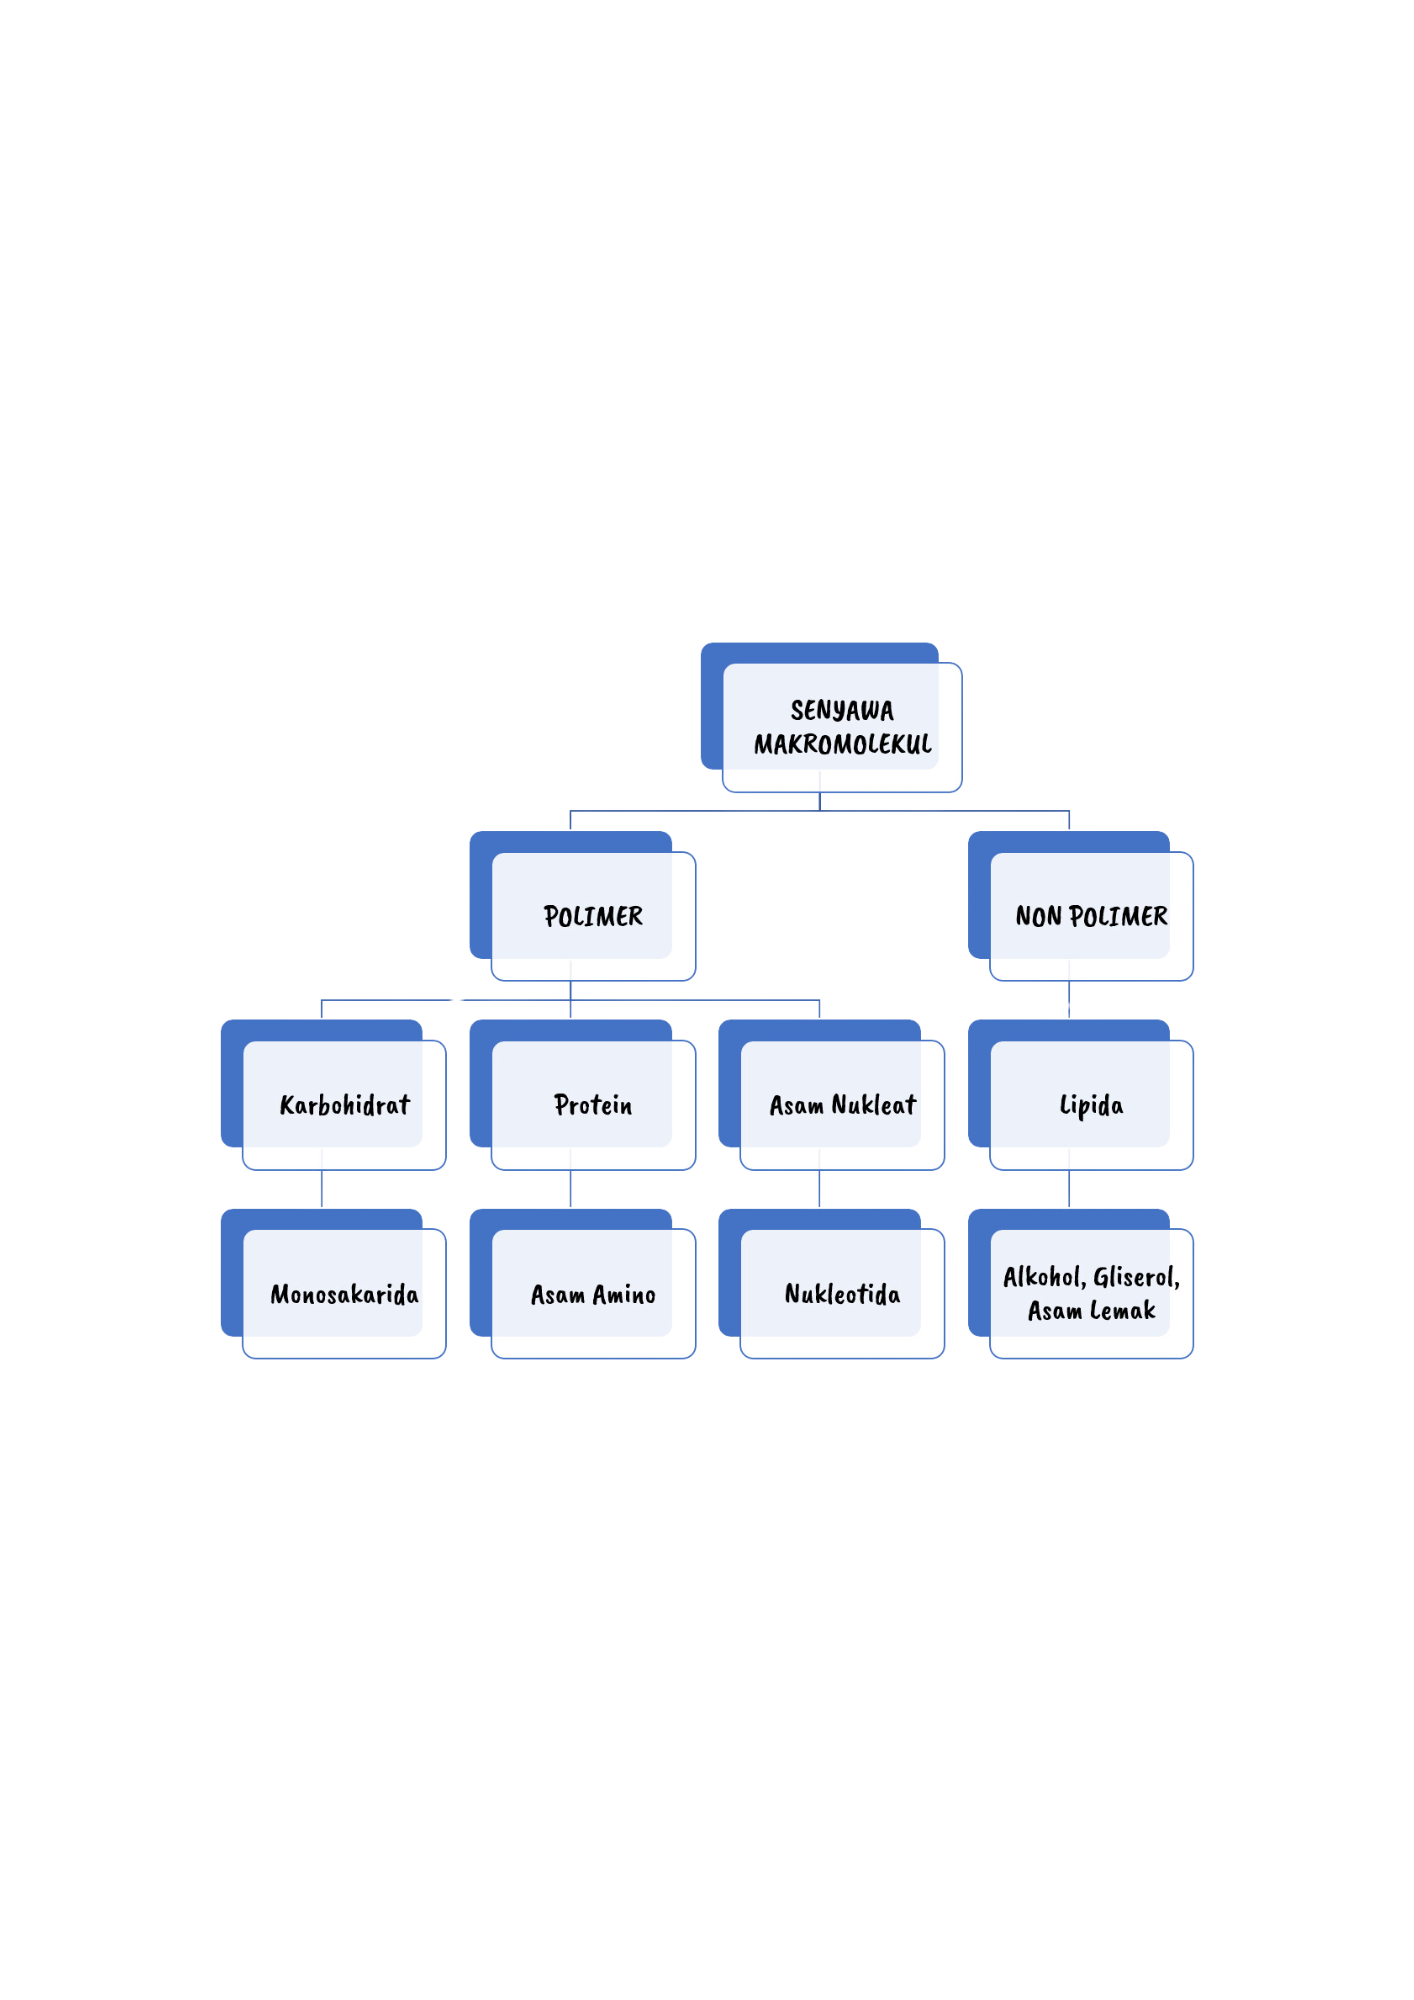 SENYAWA
MAKROMOLEKUL
POLIMER
NON POLIMER
Karbohidrat
Protein
Asam Nukleat
Lipida
Monosakarida
Asam Amino
Nukleotida
Alkohol, Gliserol,
Asam Lemak